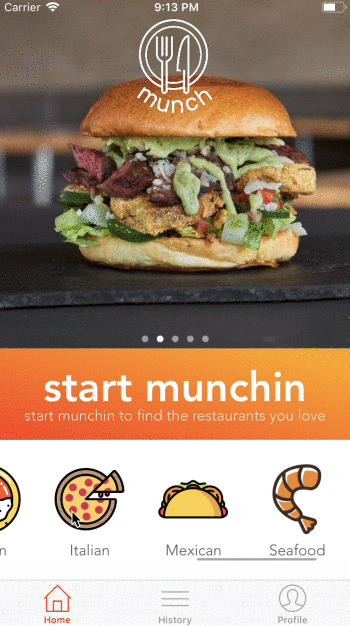 Carrier 9:13 PM
munch
start munchin
start munchin to find the restaurants you love
n Italian Mexican Seafood
Home History Profile